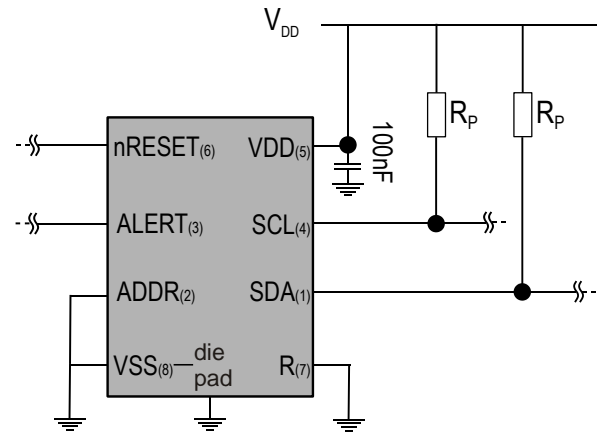 VDD
nRESET(6)
VDD(5)
100nF
RP
RP
ALERT(3)
SCL(4)
ADDR(2)
SDA(1)
VSS(8)
die
pad
R(7)